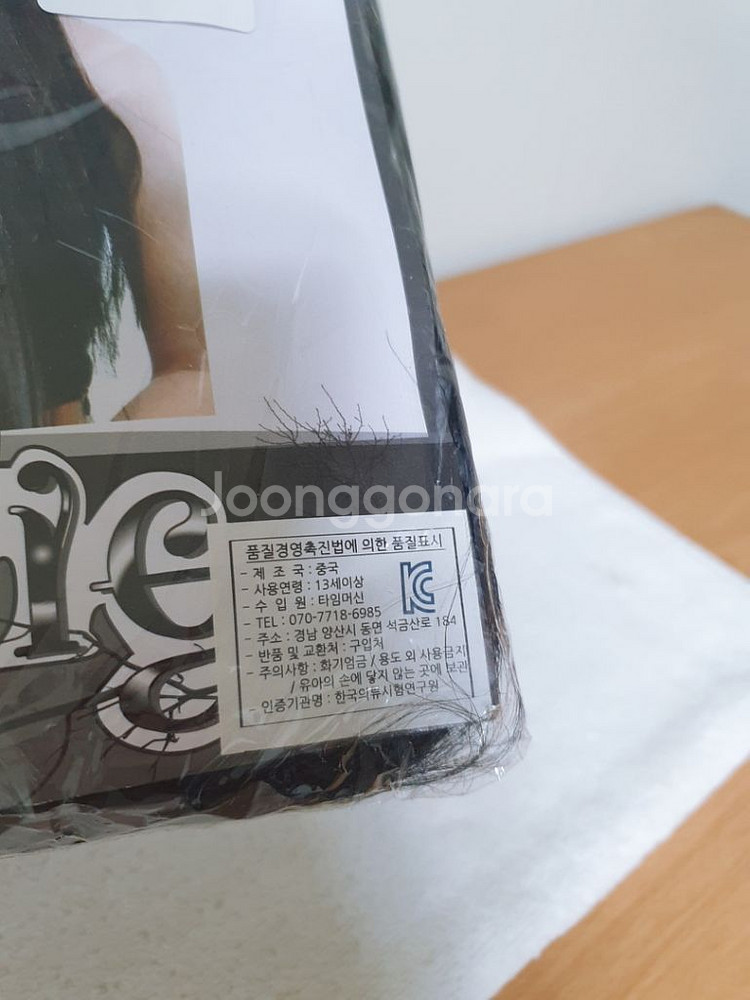 Joonggonara
품질경영촉진법에 의한 품질표시
- 제 조 국 : 중국
- 사용연령 : 13세이상
- 수 입 원 : 타임머신
- TEL : 070-7718-6985
- 주소 : 경남 양산시 동면 석금산로 184
- 반품 및 교환처 : 구입처
- 주의사항 : 화기엄금 / 용도 외 사용금지
/ 유아의 손에 닿지 않는 곳에 보관
- 인증기관명 : 한국의류시험연구원